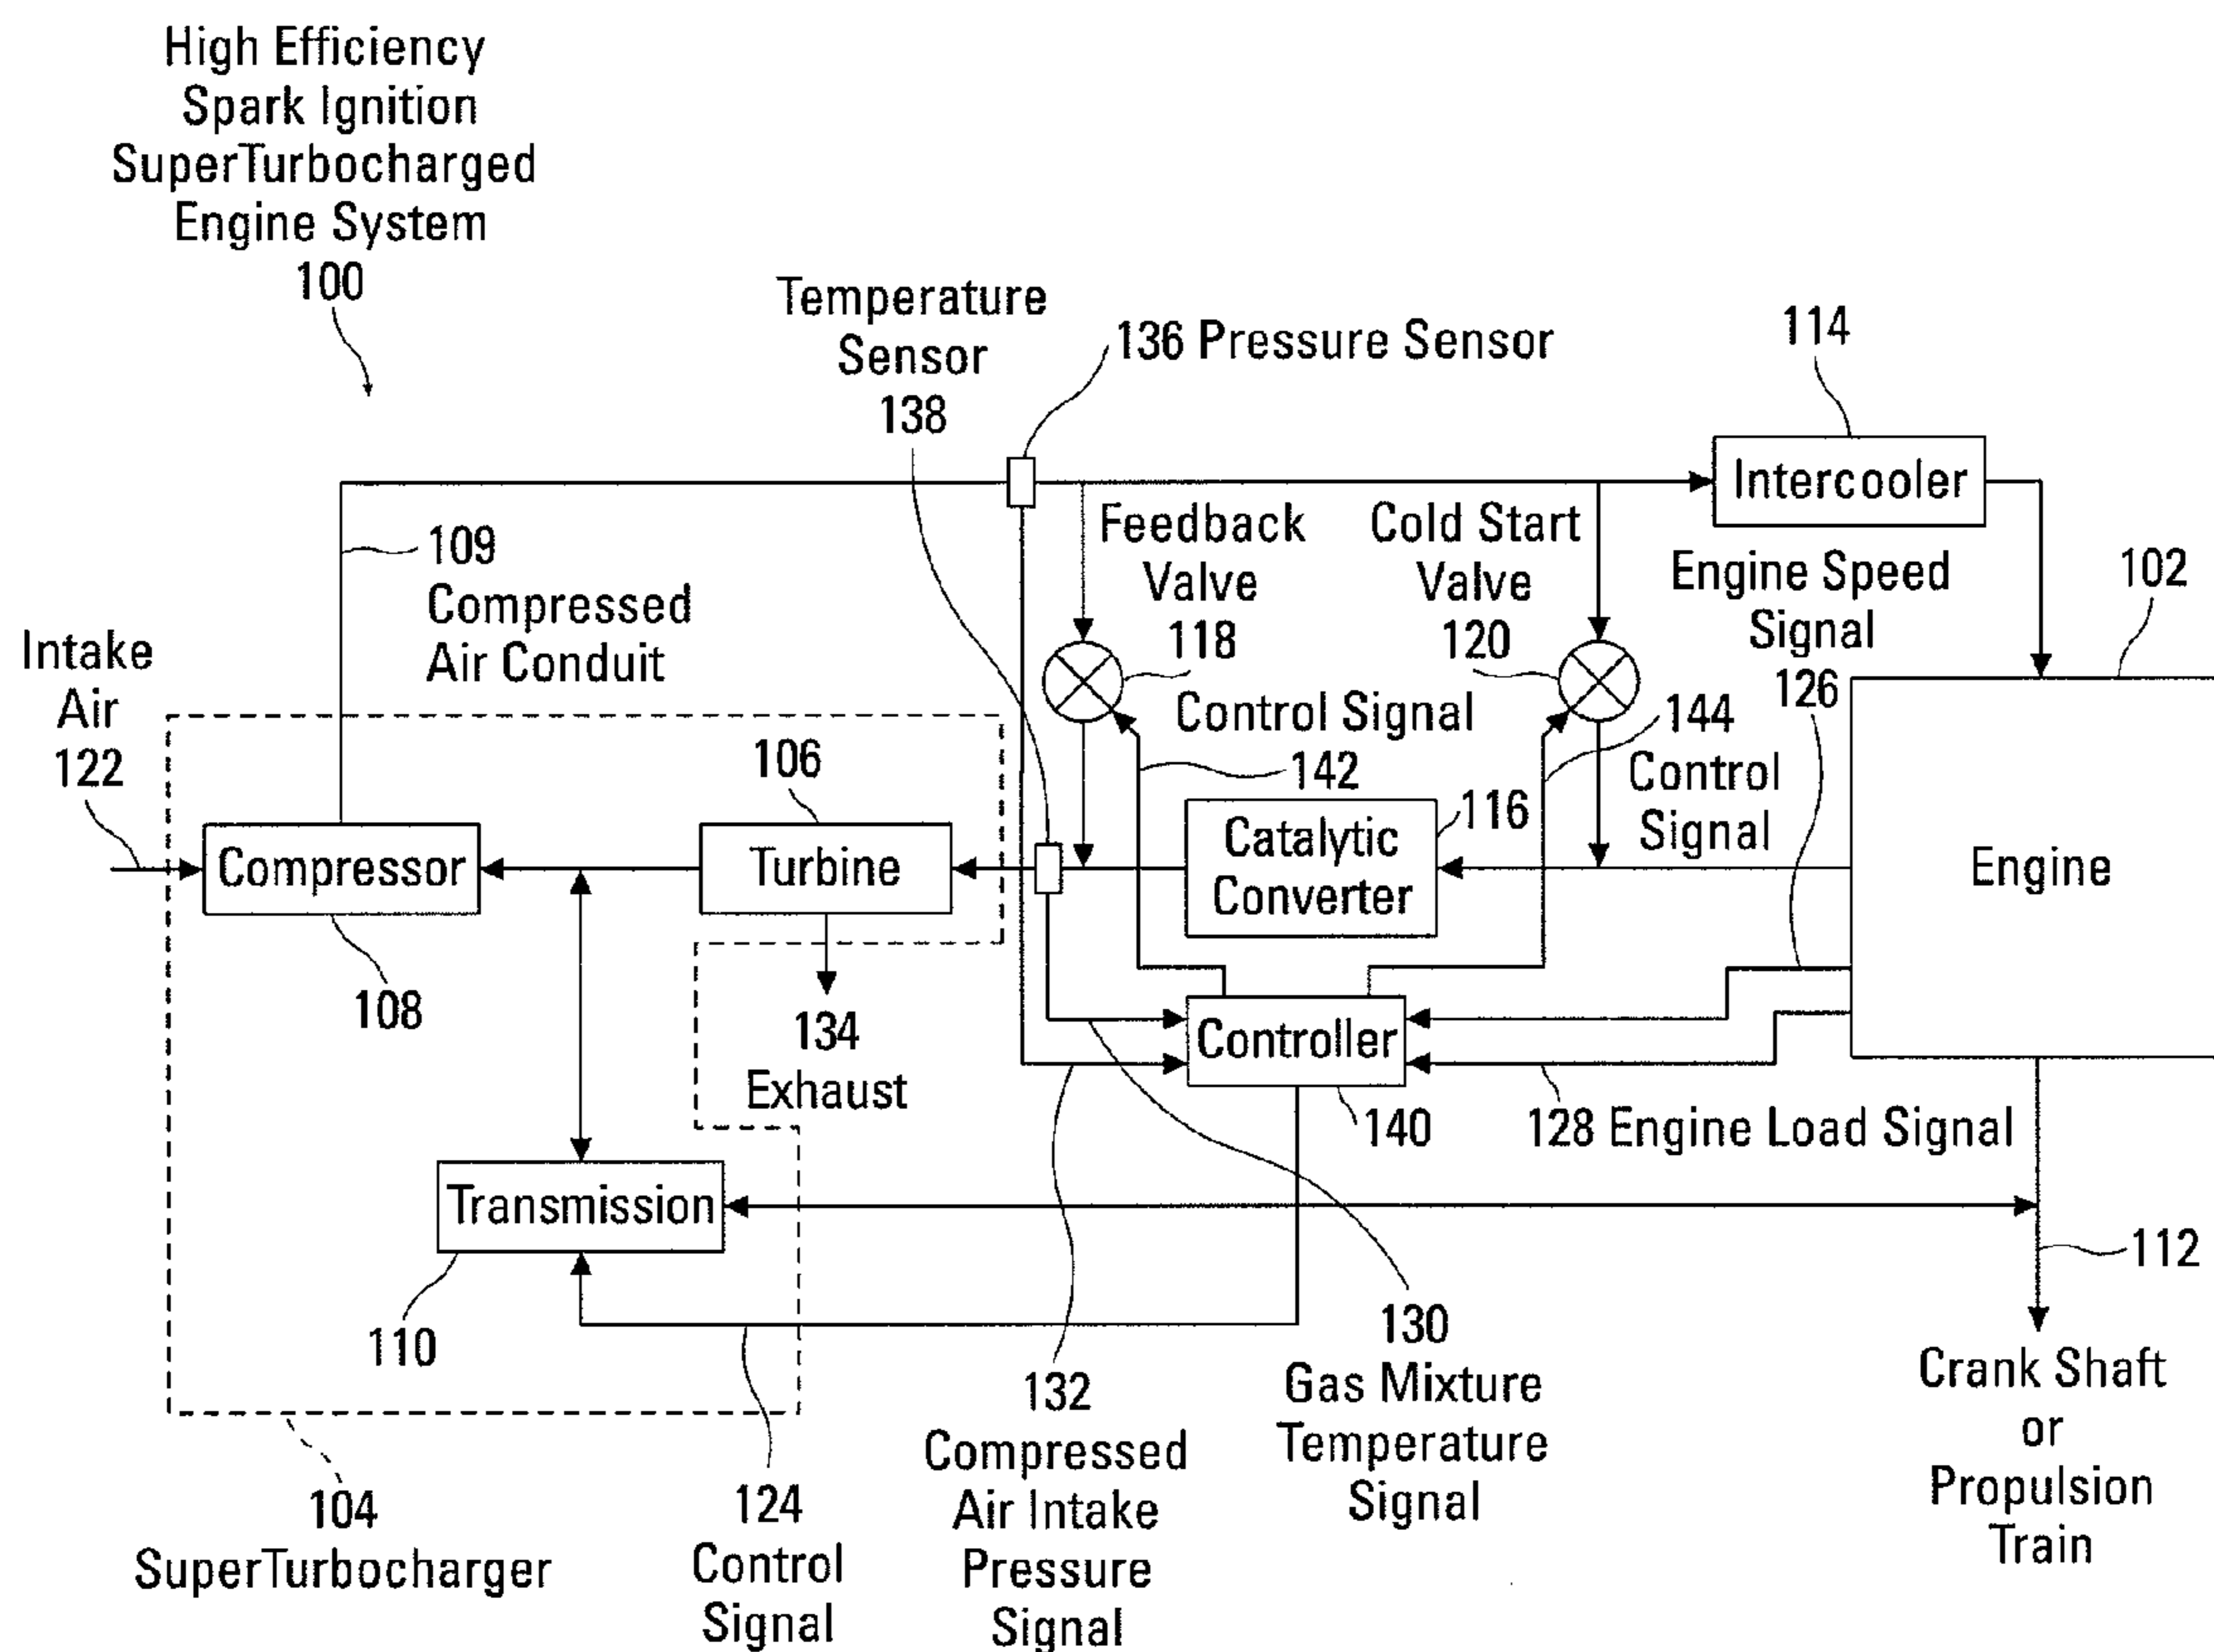 High Efficiency
Spark Ignition
SuperTurbocharged
Engine System
100
Temperature
Sensor
138
136 Pressure Sensor
114
Intercooler
109
Compressed
Air Conduit
Feedback
Valve
118
Cold Start
Valve
120
Engine Speed
Signal
126
102
Intake
Air
122
Control Signal
142
144
Control
Signal
106
116
Compressor
Turbine
Catalytic
Converter
Engine
108
134
Exhaust
Controller
140
128 Engine Load Signal
Transmission
110
112
130
Gas Mixture
Temperature
Signal
Crank Shaft
or
Propulsion
Train
132
Compressed
Air Intake
Pressure
Signal
124
Control
Signal
104
SuperTurbocharger